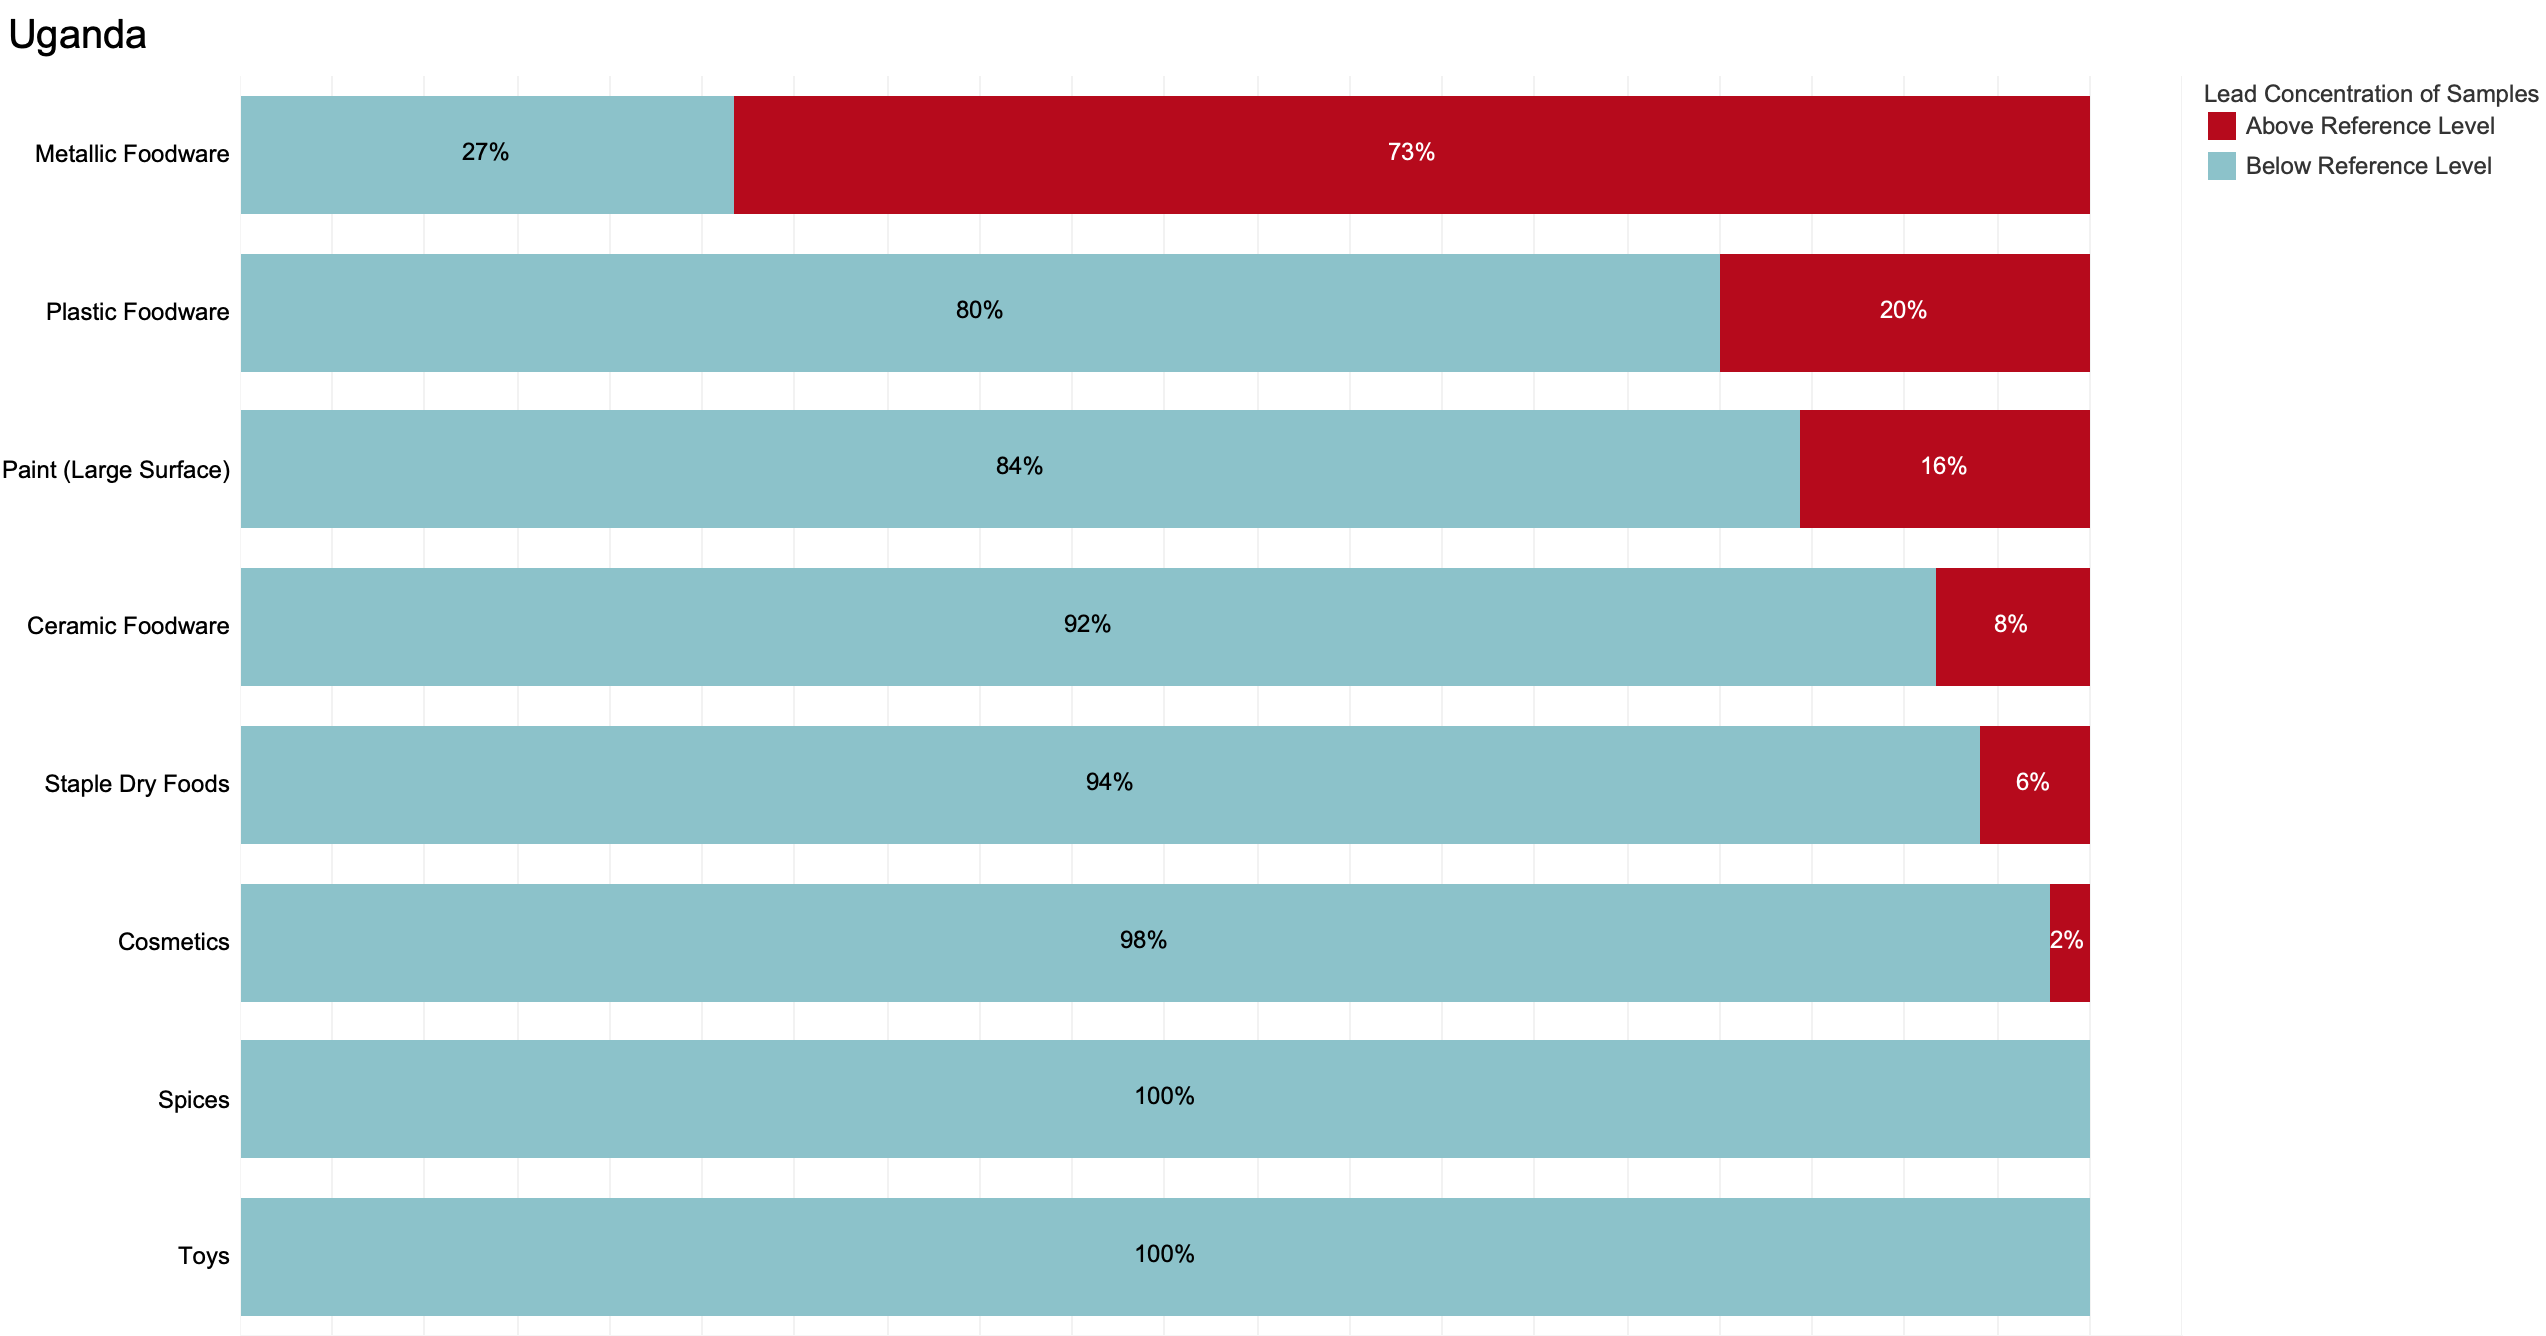 Uganda
Lead Concentration of Samples
Above Reference Level
Below Reference Level
Metallic Foodware 27% 73%
Plastic Foodware 80% 20%
Paint (Large Surface) 84% 16%
Ceramic Foodware 92% 8%
Staple Dry Foods 94% 6%
Cosmetics 98% 2%
Spices 100%
Toys 100%